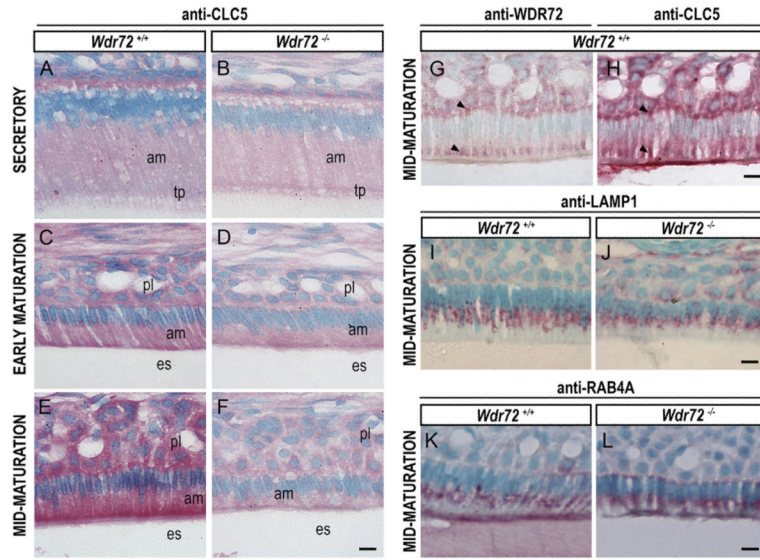 anti-CLC5
Wdr72 +/+
Wdr72 -/-
SECRETORY
A
am
tp
B
am
tp
EARLY MATURATION
C
pl
am
es
D
pl
am
es
MID-MATURATION
E
pl
am
es
F
pl
am
es
anti-WDR72
anti-CLC5
Wdr72 +/+
MID-MATURATION
G
H
anti-LAMP1
Wdr72 +/+
Wdr72 -/-
MID-MATURATION
I
J
anti-RAB4A
Wdr72 +/+
Wdr72 -/-
MID-MATURATION
K
L